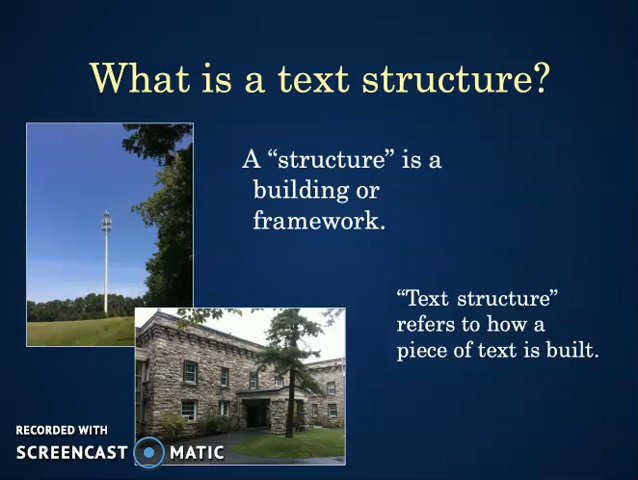 What is a text structure?
A “structure” is a
building or
framework.
“Text structure”
refers to how a
piece of text is built.
RECORDED WITH
SCREENCAST MATIC